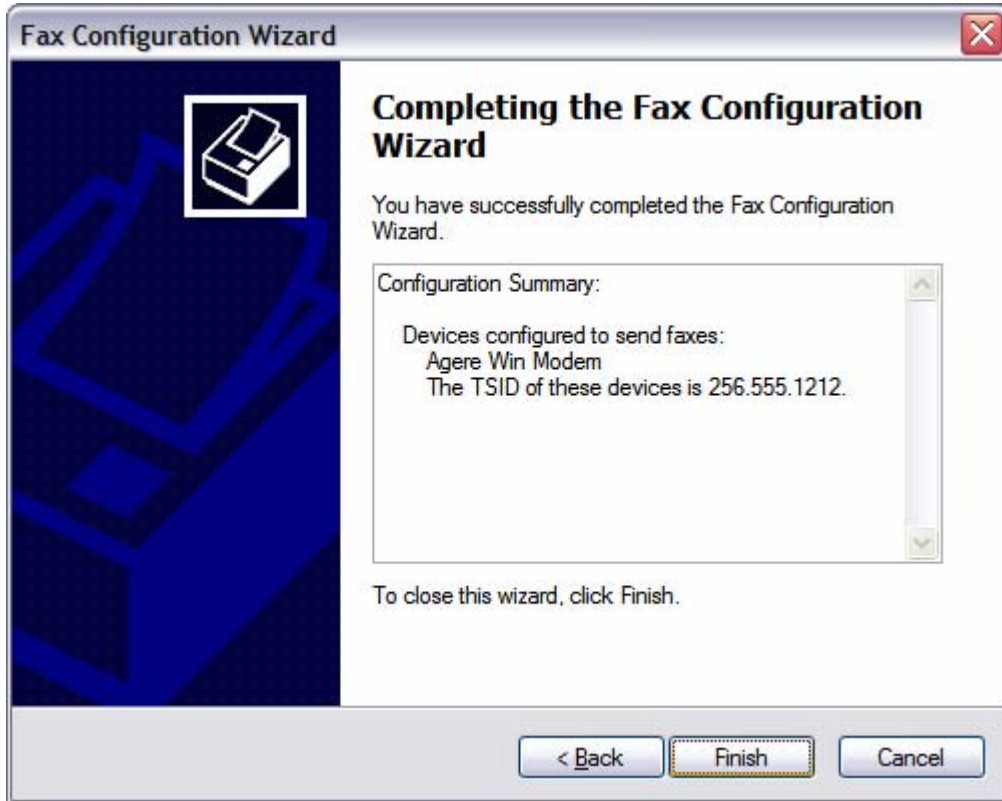 Fax Configuration Wizard
Completing the Fax Configuration
Wizard
You have successfully completed the Fax Configuration
Wizard.
Configuration Summary:
Devices configured to send faxes:
Agere Win Modem
The TSID of these devices is 256.555.1212.
To close this wizard, click Finish.
< Back
Finish
Cancel